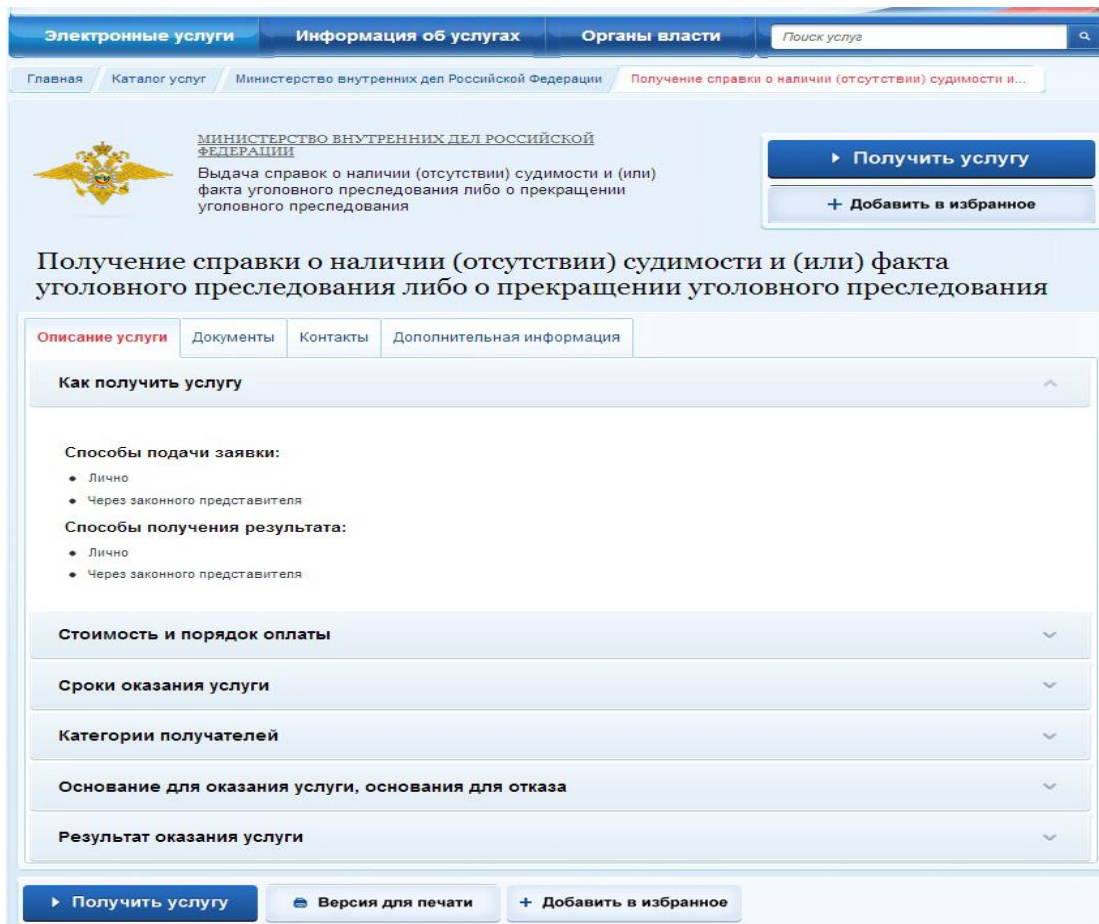 Электронные услуги
Информация об услугах
Органы власти
Поиск услуг
Главная
Каталог услуг
Министерство внутренних дел Российской Федерации
Получение справки о наличии (отсутствии) судимости и...
МИНИСТЕРСТВО ВНУТРЕННИХ ДЕЛ РОССИЙСКОЙ
ФЕДЕРАЦИИ
Выдача справок о наличии (отсутствии) судимости и (или)
факта уголовного преследования либо о прекращении
уголовного преследования
Получить услугу
+ Добавить в избранное
Получение справки о наличии (отсутствии) судимости и (или) факта
уголовного преследования либо о прекращении уголовного преследования
Описание услуги
Документы
Контакты
Дополнительная информация
Как получить услугу
Способы подачи заявки:
• Лично
• Через законного представителя
Способы получения результата:
• Лично
• Через законного представителя
Стоимость и порядок оплаты
Сроки оказания услуги
Категории получателей
Основание для оказания услуги, основания для отказа
Результат оказания услуги
Получить услугу
Версия для печати
+ Добавить в избранное